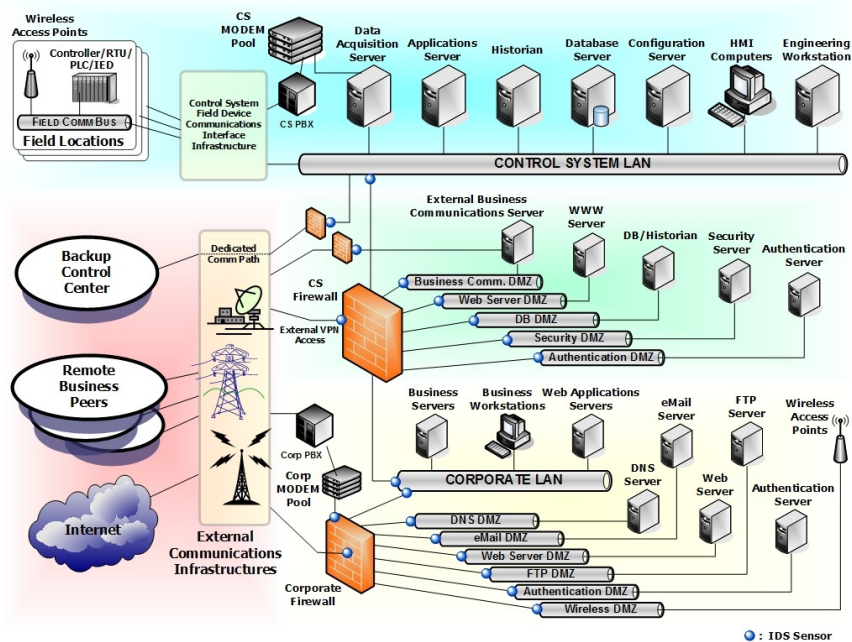 Wireless
Access Points
Controller/RTU/
PLC/IED
FIELD COMM BUS
Field Locations
CS
MODEM
Pool
CS PBX
Control System
Field Device
Communications
Interface
Infrastructure
Data
Acquisition
Server
Applications
Server
Historian
Database
Server
Configuration
Server
HMI
Computers
Engineering
Workstation
CONTROL SYSTEM LAN
Backup
Control
Center
Dedicated
Comm Path
External Business
Communications Server
WWW
Server
DB/Historian
Security
Server
Authentication
Server
CS
Firewall
External VPN
Access
Business Comm. DMZ
Web Server DMZ
DB DMZ
Security DMZ
Authentication DMZ
Remote
Business
Peers
Internet
External
Communications
Infrastructures
Corp PBX
Corp
MODEM
Pool
Business
Servers
Business
Workstations
Web Applications
Servers
CORPORATE LAN
eMail
Server
FTP
Server
Wireless
Access
Points
DNS
Server
Web
Server
Authentication
Server
Corporate
Firewall
DNS DMZ
eMail DMZ
Web Server DMZ
FTP DMZ
Authentication DMZ
Wireless DMZ
: IDS Sensor